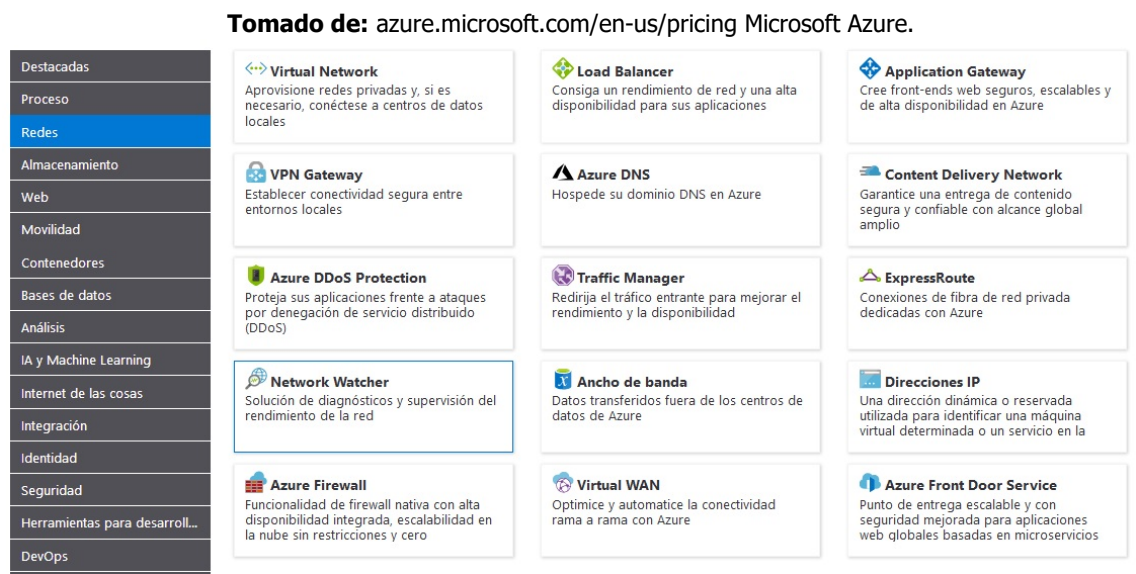 Tomado de: azure.microsoft.com/en-us/pricing Microsoft Azure.
Destacadas
Proceso
Redes
Almacenamiento
Web
Movilidad
Contenedores
Bases de datos
Análisis
IA y Machine Learning
Internet de las cosas
Integración
Identidad
Seguridad
Herramientas para desarroll...
DevOps
Virtual Network
Aprovisione redes privadas y, si es
necesario, conéctese a centros de datos
locales
Load Balancer
Consiga un rendimiento de red y una alta
disponibilidad para sus aplicaciones
Application Gateway
Cree front-ends web seguros, escalables y
de alta disponibilidad en Azure
VPN Gateway
Establecer conectividad segura entre
entornos locales
Azure DNS
Hospede su dominio DNS en Azure
Content Delivery Network
Garantice una entrega de contenido
segura y confiable con alcance global
amplio
Azure DDoS Protection
Proteja sus aplicaciones frente a ataques
por denegación de servicio distribuido
(DDoS)
Traffic Manager
Redirija el tráfico entrante para mejorar el
rendimiento y la disponibilidad
ExpressRoute
Conexiones de fibra de red privada
dedicadas con Azure
Network Watcher
Solución de diagnósticos y supervisión del
rendimiento de la red
Ancho de banda
Datos transferidos fuera de los centros de
datos de Azure
Direcciones IP
Una dirección dinámica o reservada
utilizada para identificar una máquina
virtual determinada o un servicio en la
Azure Firewall
Funcionalidad de firewall nativa con alta
disponibilidad integrada, escalabilidad en
la nube sin restricciones y cero
Virtual WAN
Optimice y automatice la conectividad
rama a rama con Azure
Azure Front Door Service
Punto de entrega escalable y con
seguridad mejorada para aplicaciones
web globales basadas en microservicios